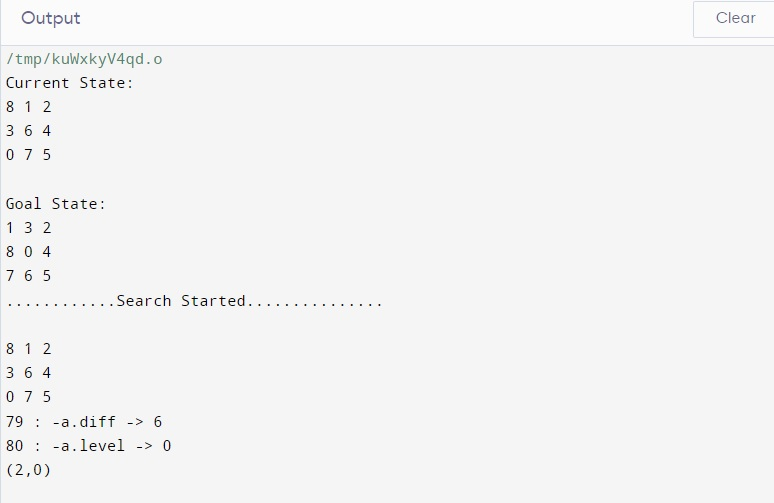 Output
Clear
/tmp/kuWxkyV4qd.o
Current State:
8 1 2
3 6 4
0 7 5
Goal State:
1 3 2
8 0 4
7 6 5
............Search Started...............
8 1 2
3 6 4
0 7 5
79 : -a.diff -> 6
80 : -a.level -> 0
(2,0)